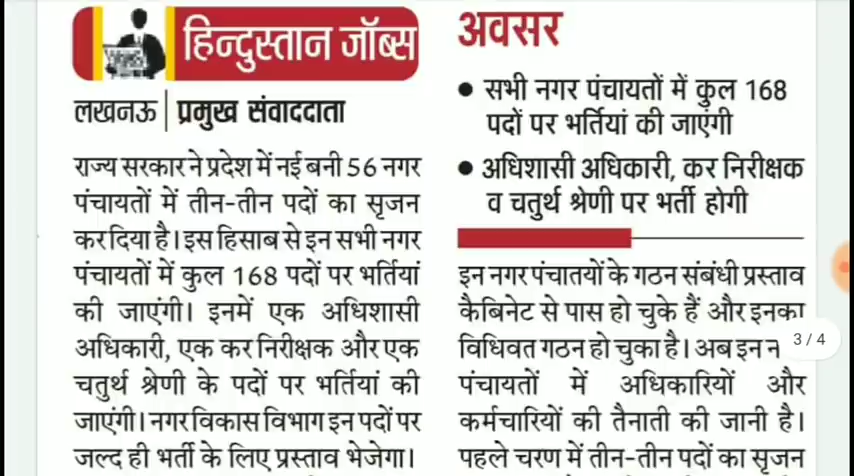 हिन्दुस्तान जॉब्स
लखनऊ | प्रमुख संवाददाता
राज्य सरकार ने प्रदेश में नई बनी 56 नगर
पंचायतों में तीन-तीन पदों का सृजन
कर दिया है। इस हिसाब से इन सभी नगर
पंचायतों में कुल 168 पदों पर भर्तियां
की जाएंगी। इनमें एक अधिशासी
अधिकारी, एक कर निरीक्षक और एक
चतुर्थ श्रेणी के पदों पर भर्तियां की
जाएंगी। नगर विकास विभाग इन पदों पर
जल्द ही भर्ती के लिए प्रस्ताव भेजेगा।
अवसर
● सभी नगर पंचायतों में कुल 168
पदों पर भर्तियां की जाएंगी
● अधिशासी अधिकारी, कर निरीक्षक
व चतुर्थ श्रेणी पर भर्ती होगी
इन नगर पंचातयों के गठन संबंधी प्रस्ताव
कैबिनेट से पास हो चुके हैं और इनका
विधिवत गठन हो चुका है। अब इन
3/4
पंचायतों में अधिकारियों और
कर्मचारियों की तैनाती की जानी है।
पहले चरण में तीन-तीन पदों का सृजन